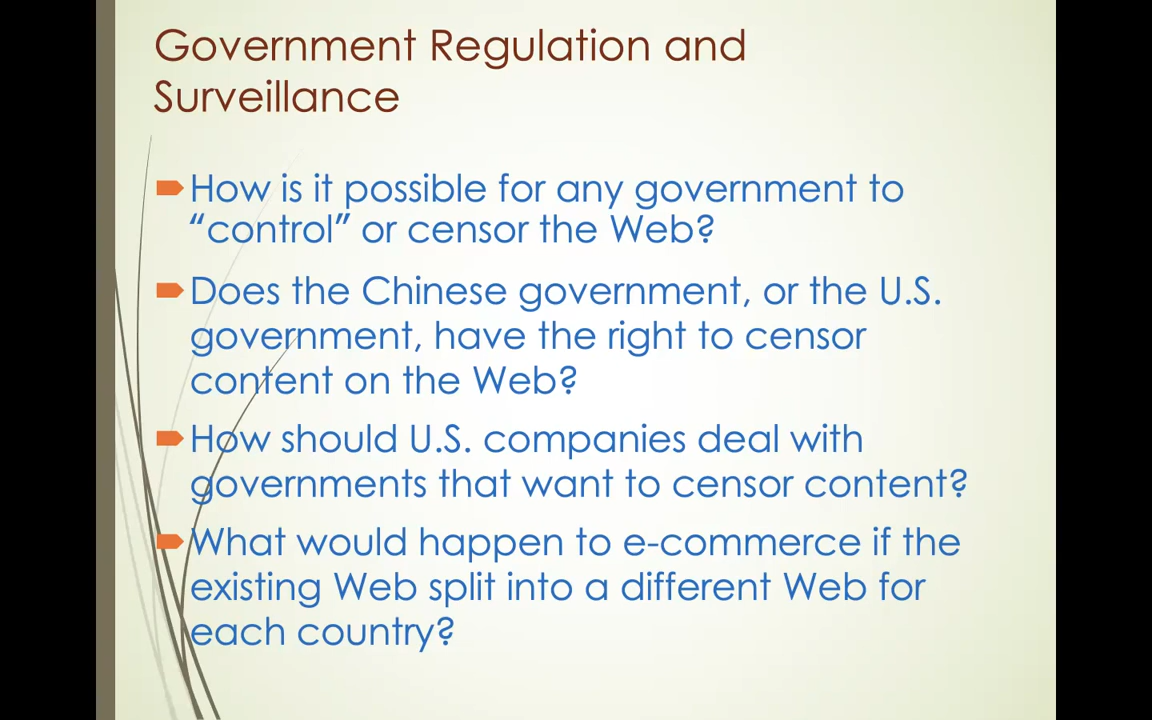 Government Regulation and
Surveillance
How is it possible for any government to
“control” or censor the Web?
Does the Chinese government, or the U.S.
government, have the right to censor
content on the Web?
How should U.S. companies deal with
governments that want to censor content?
What would happen to e-commerce if the
existing Web split into a different Web for
each country?